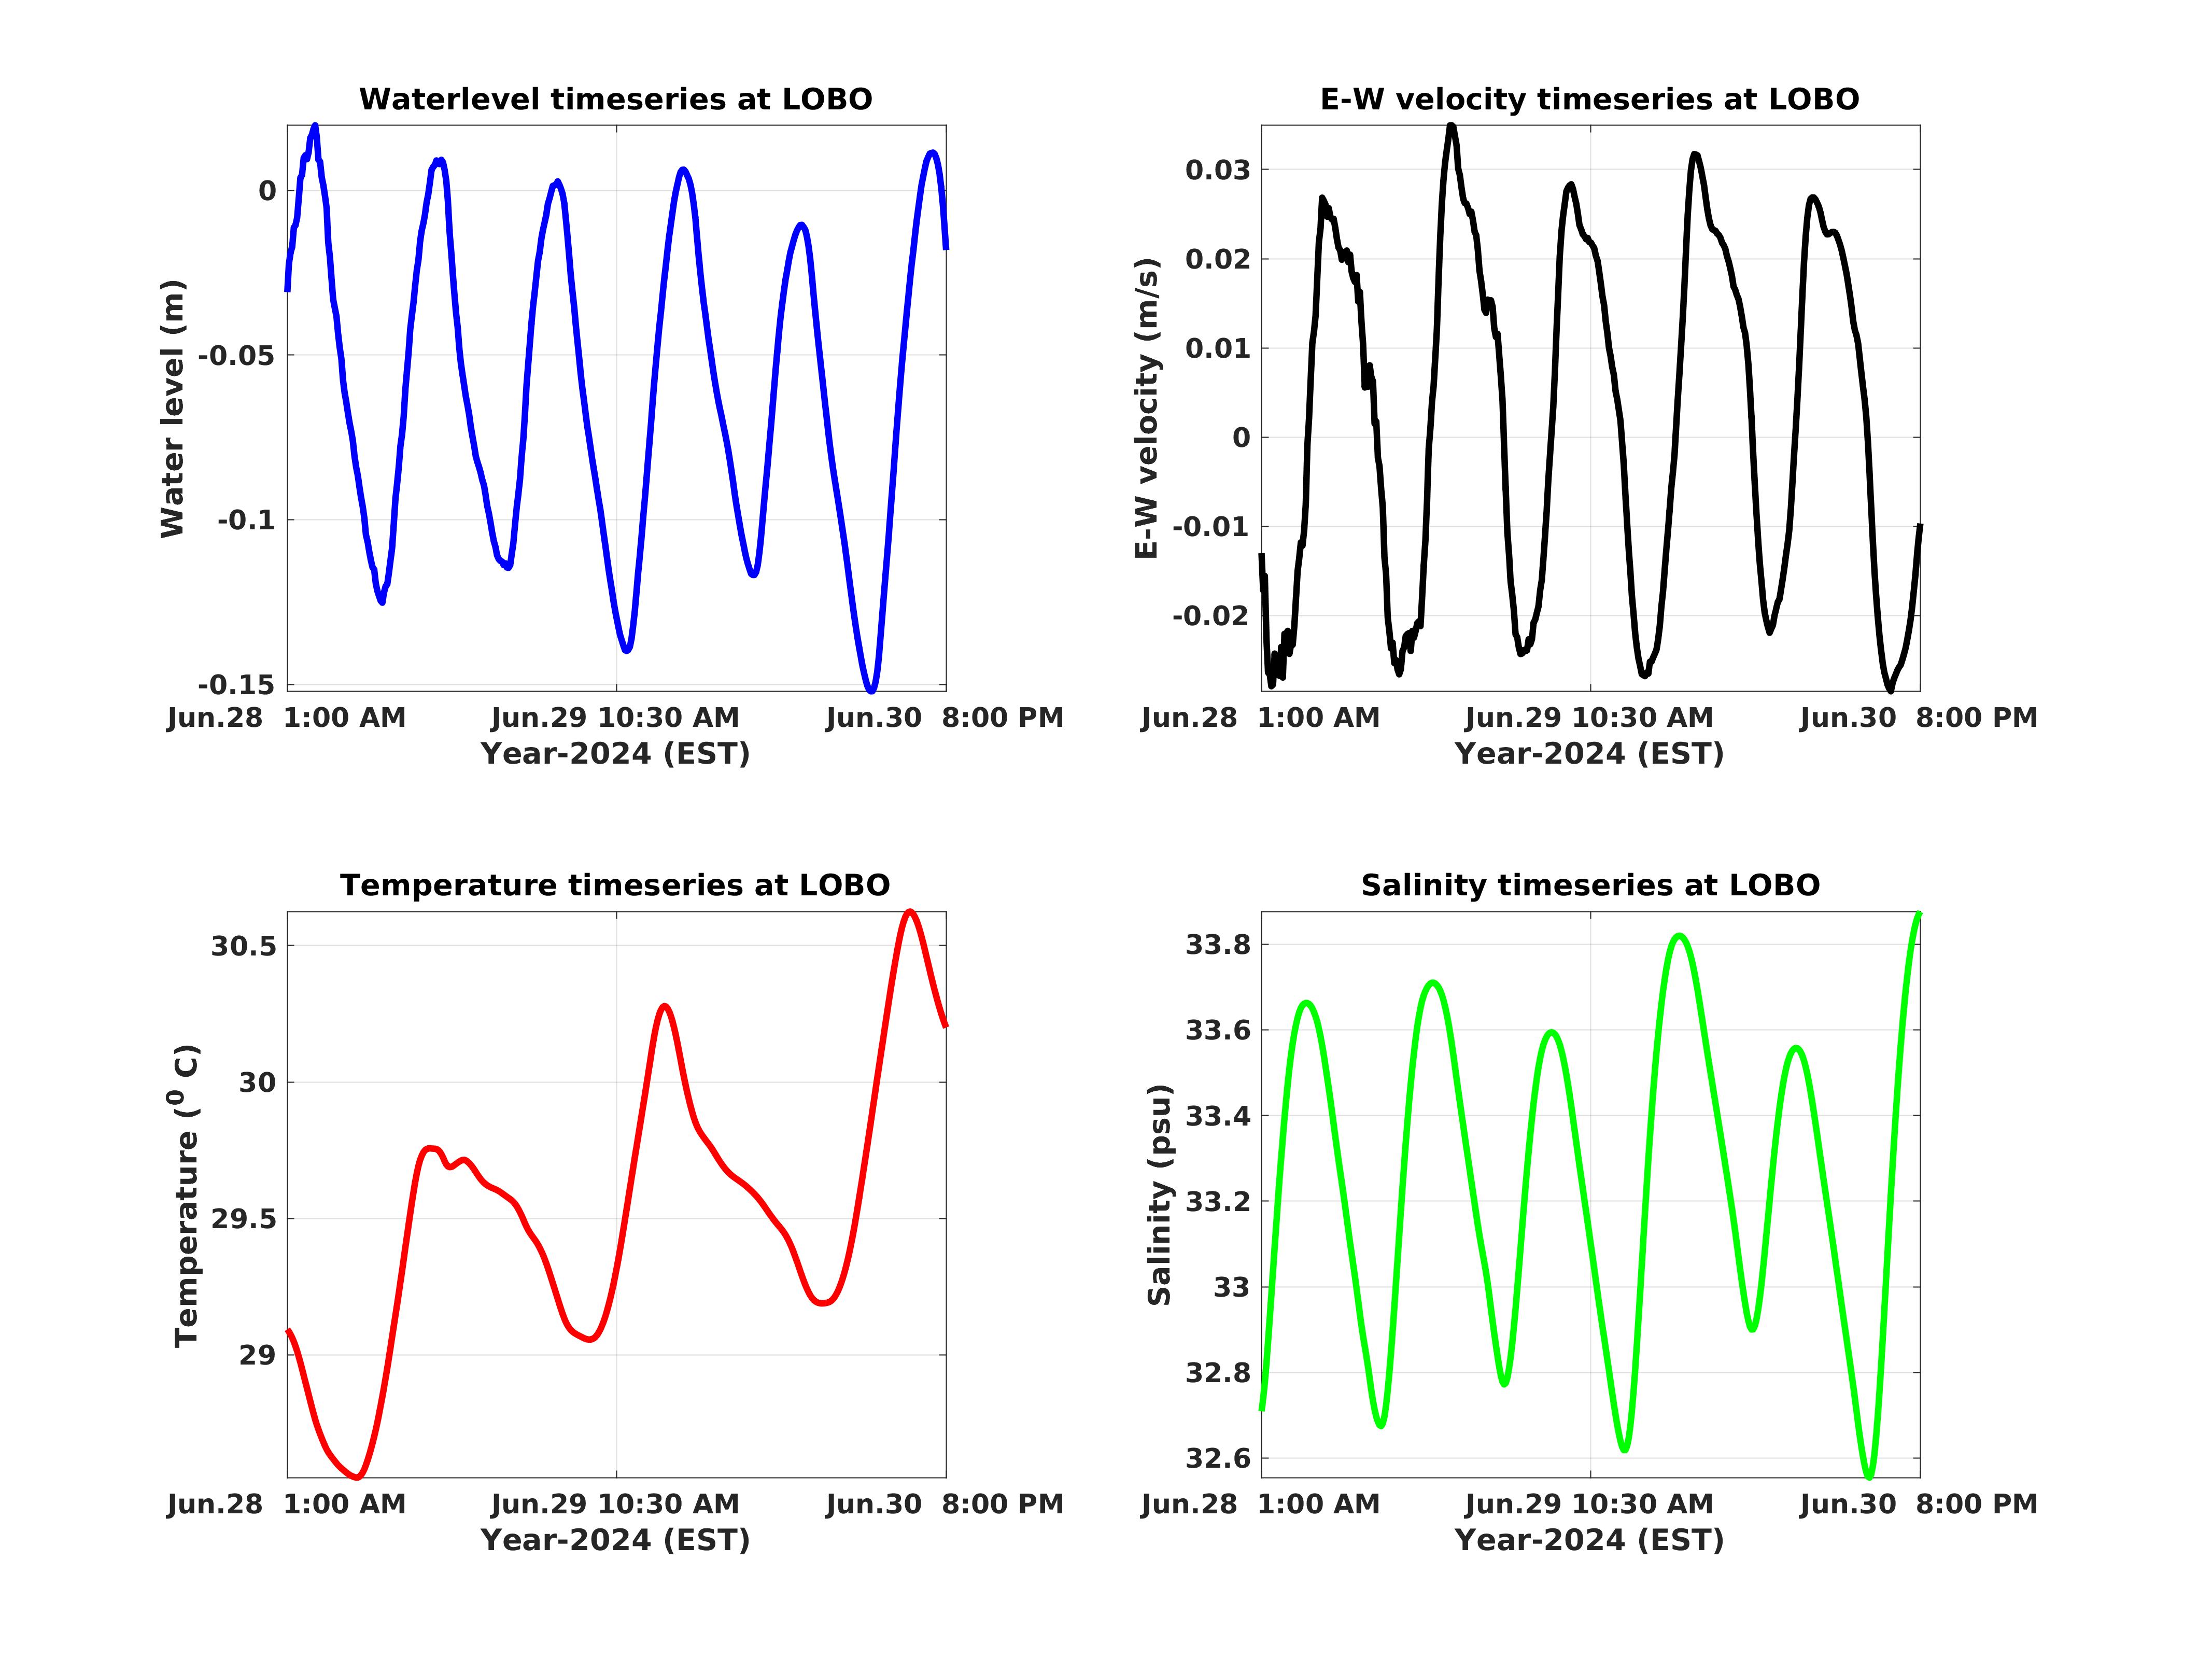 Waterlevel timeseries at LOBO
0
-0.05
-0.1
-0.15
Water level (m)
Jun.28 1:00 AM
Jun.29 10:30 AM
Jun.30 8:00 PM
Year-2024 (EST)
E-W velocity timeseries at LOBO
0.03
0.02
0.01
0
-0.01
-0.02
E-W velocity (m/s)
Jun.28 1:00 AM
Jun.29 10:30 AM
Jun.30 8:00 PM
Year-2024 (EST)
Temperature timeseries at LOBO
30.5
30
29.5
29
Temperature (⁰ C)
Jun.28 1:00 AM
Jun.29 10:30 AM
Jun.30 8:00 PM
Year-2024 (EST)
Salinity timeseries at LOBO
33.8
33.6
33.4
33.2
33
32.8
32.6
Salinity (psu)
Jun.28 1:00 AM
Jun.29 10:30 AM
Jun.30 8:00 PM
Year-2024 (EST)